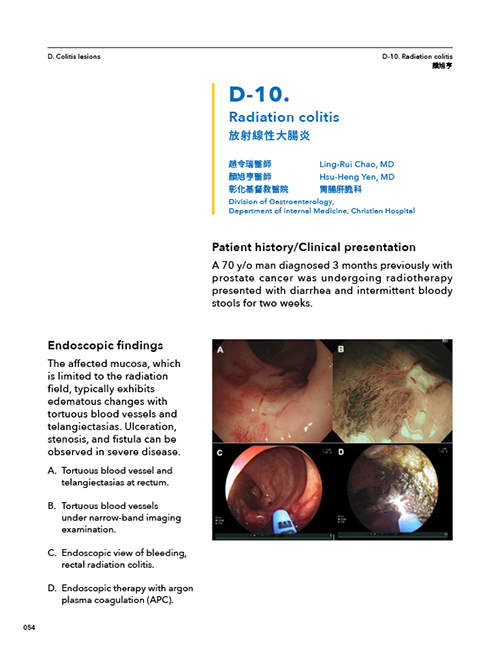 D. Colitis lesions
D-10. Radiation colitis
顏旭亨
D-10.
Radiation colitis
放射線性大腸炎
趙令瑞醫師 Ling-Rui Chao, MD
顏旭亨醫師 Hsu-Heng Yen, MD
彰化基督教醫院 胃腸肝膽科
Division of Gastroenterology,
Department of Internal Medicine, Christian Hospital
Patient history/Clinical presentation
A 70 y/o man diagnosed 3 months previously with
prostate cancer was undergoing radiotherapy
presented with diarrhea and intermittent bloody
stools for two weeks.
Endoscopic findings
The affected mucosa, which
is limited to the radiation
field, typically exhibits
edematous changes with
tortuous blood vessels and
telangiectasias. Ulceration,
stenosis, and fistula can be
observed in severe disease.
A. Tortuous blood vessel and
telangiectasias at rectum.
B. Tortuous blood vessels
under narrow-band imaging
examination.
C. Endoscopic view of bleeding,
rectal radiation colitis.
D. Endoscopic therapy with argon
plasma coagulation (APC).
A
B
C
D
054